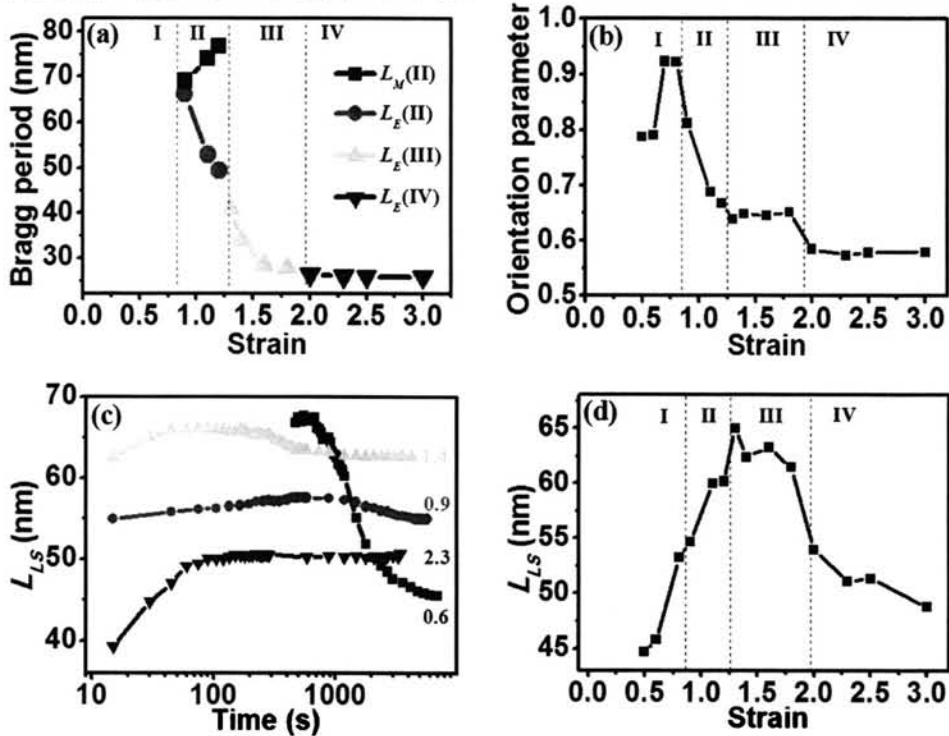 (a)
I II III IV
80
70
60
50
40
30
Bragg period (nm)
L_M(II)
L_E(II)
L_E(III)
L_E(IV)
0.0 0.5 1.0 1.5 2.0 2.5 3.0
Strain
(b)
I II III IV
1.0
0.9
0.8
0.7
0.6
0.5
Orientation parameter
0.0 0.5 1.0 1.5 2.0 2.5 3.0
Strain
(c)
70
60
50
40
L_LS (nm)
1.4
0.9
2.3
0.6
10 100 1000
Time (s)
(d)
I II III IV
65
60
55
50
45
L_LS (nm)
0.0 0.5 1.0 1.5 2.0 2.5 3.0
Strain